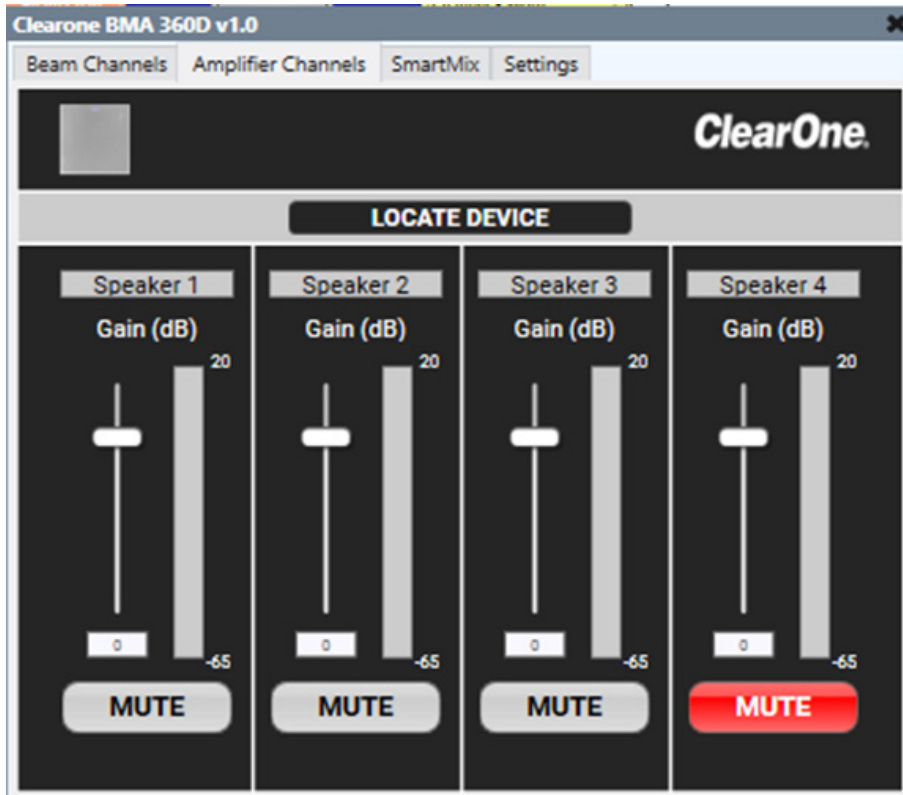 Clearone BMA 360D v1.0
Beam Channels Amplifier Channels SmartMix Settings
ClearOne.
LOCATE DEVICE
Speaker 1 Speaker 2 Speaker 3 Speaker 4
Gain (dB) Gain (dB) Gain (dB) Gain (dB)
20 20 20 20
0 0 0 0
-65 -65 -65 -65
MUTE MUTE MUTE MUTE